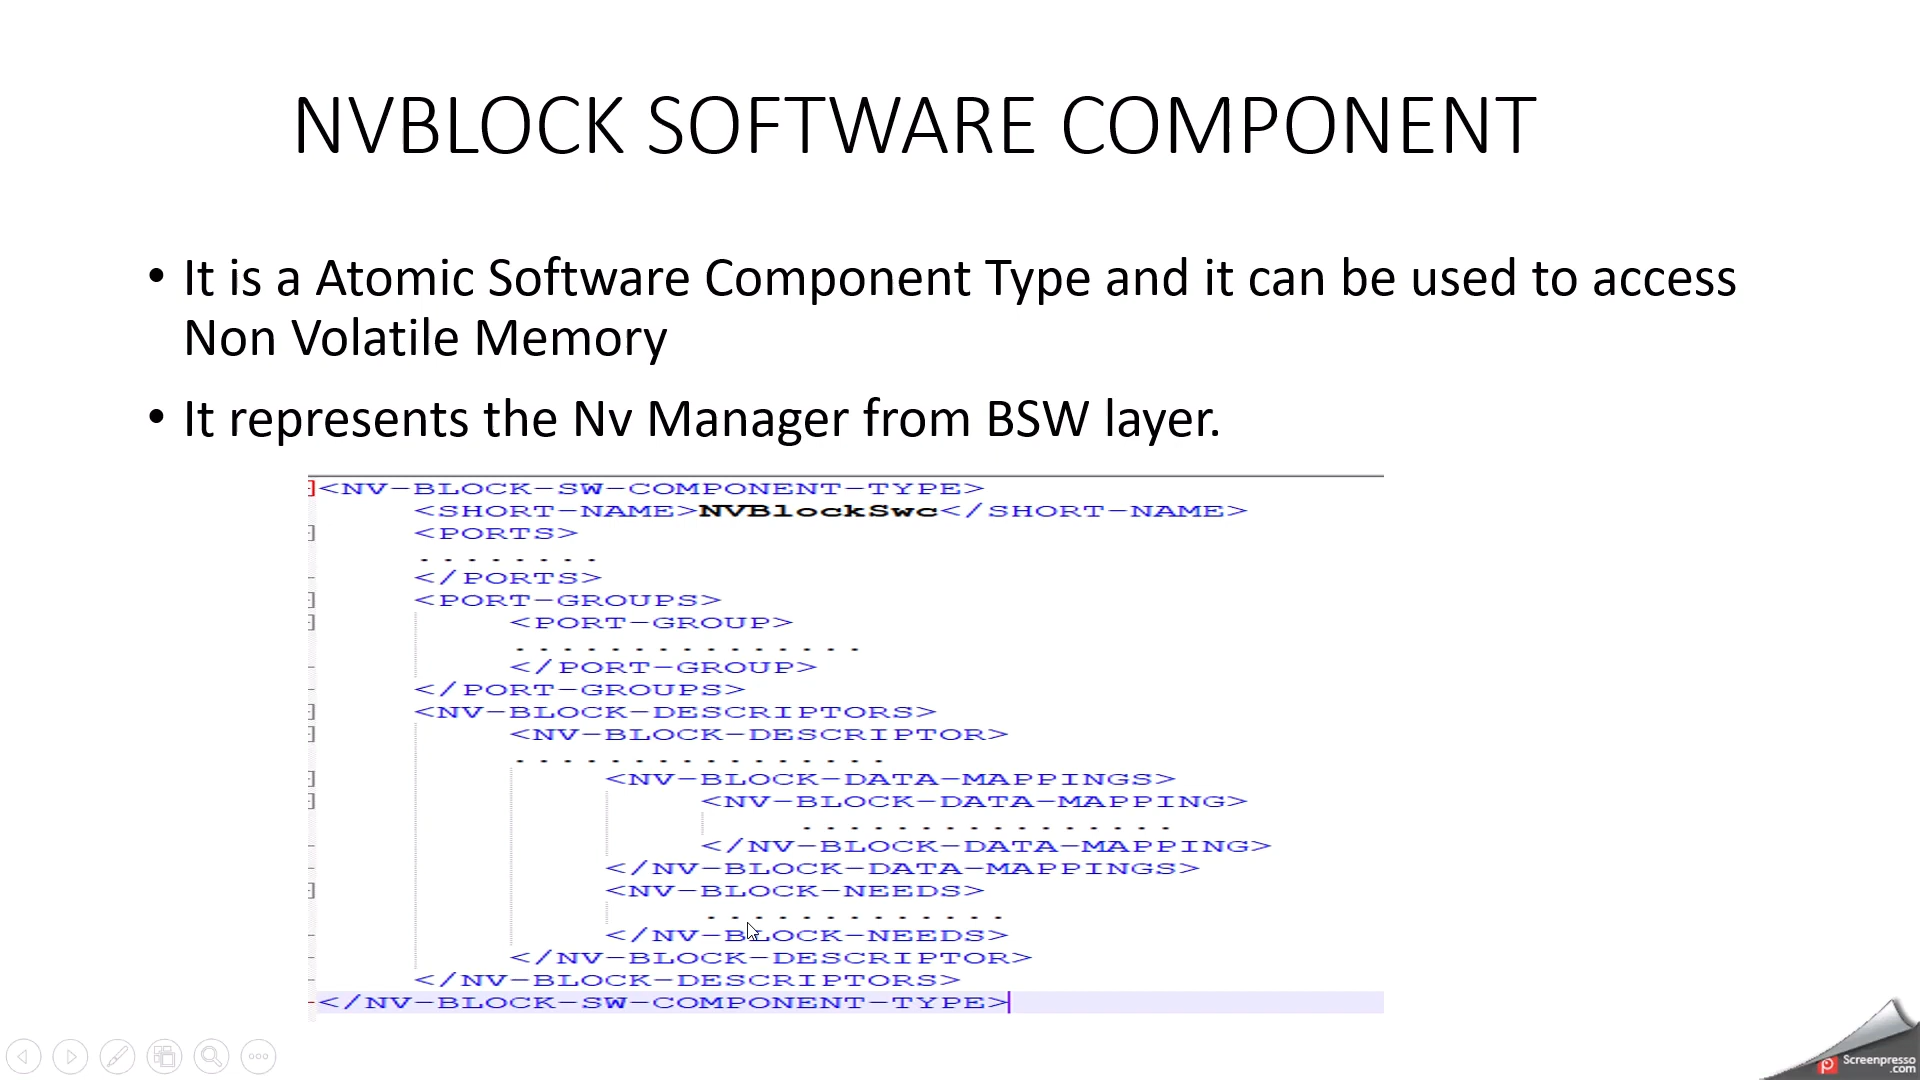 NVBLOCK SOFTWARE COMPONENT
• It is a Atomic Software Component Type and it can be used to access
Non Volatile Memory
• It represents the Nv Manager from BSW layer.
<NV-BLOCK-SW-COMPONENT-TYPE>
<SHORT-NAME>NVBlockSwc</SHORT-NAME>
<PORTS>
........
</PORTS>
<PORT-GROUPS>
<PORT-GROUP>
...............
</PORT-GROUP>
</PORT-GROUPS>
<NV-BLOCK-DESCRIPTORS>
<NV-BLOCK-DESCRIPTOR>
................
<NV-BLOCK-DATA-MAPPINGS>
<NV-BLOCK-DATA-MAPPING>
................
</NV-BLOCK-DATA-MAPPING>
</NV-BLOCK-DATA-MAPPINGS>
<NV-BLOCK-NEEDS>
.............
</NV-BLOCK-NEEDS>
</NV-BLOCK-DESCRIPTOR>
</NV-BLOCK-DESCRIPTORS>
</NV-BLOCK-SW-COMPONENT-TYPE>
Screenpresso
.com